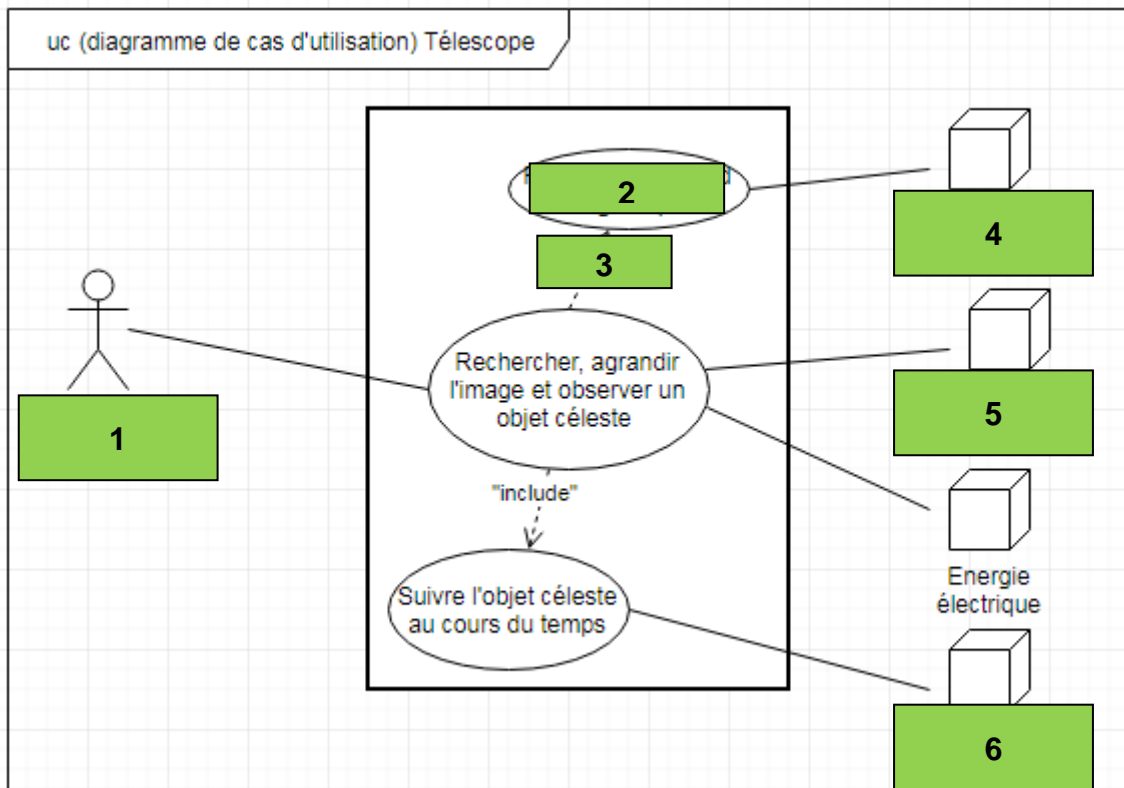 uc (diagramme de cas d'utilisation) Télescope
2
4
3
Rechercher, agrandir
l'image et observer un
objet céleste
5
1
"include"
Energie
électrique
Suivre l'objet céleste
au cours du temps
6